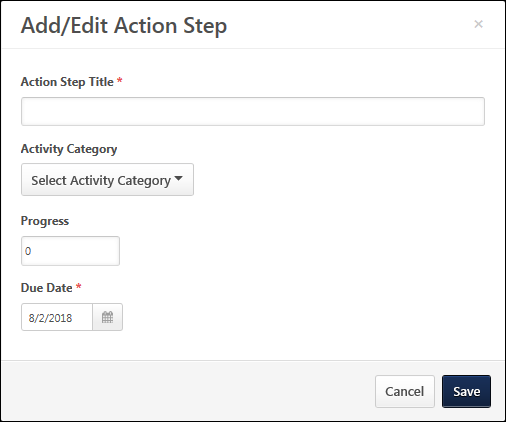 Add/Edit Action Step ×
Action Step Title *
Activity Category
Select Activity Category
Progress
0
Due Date *
8/2/2018
Cancel Save